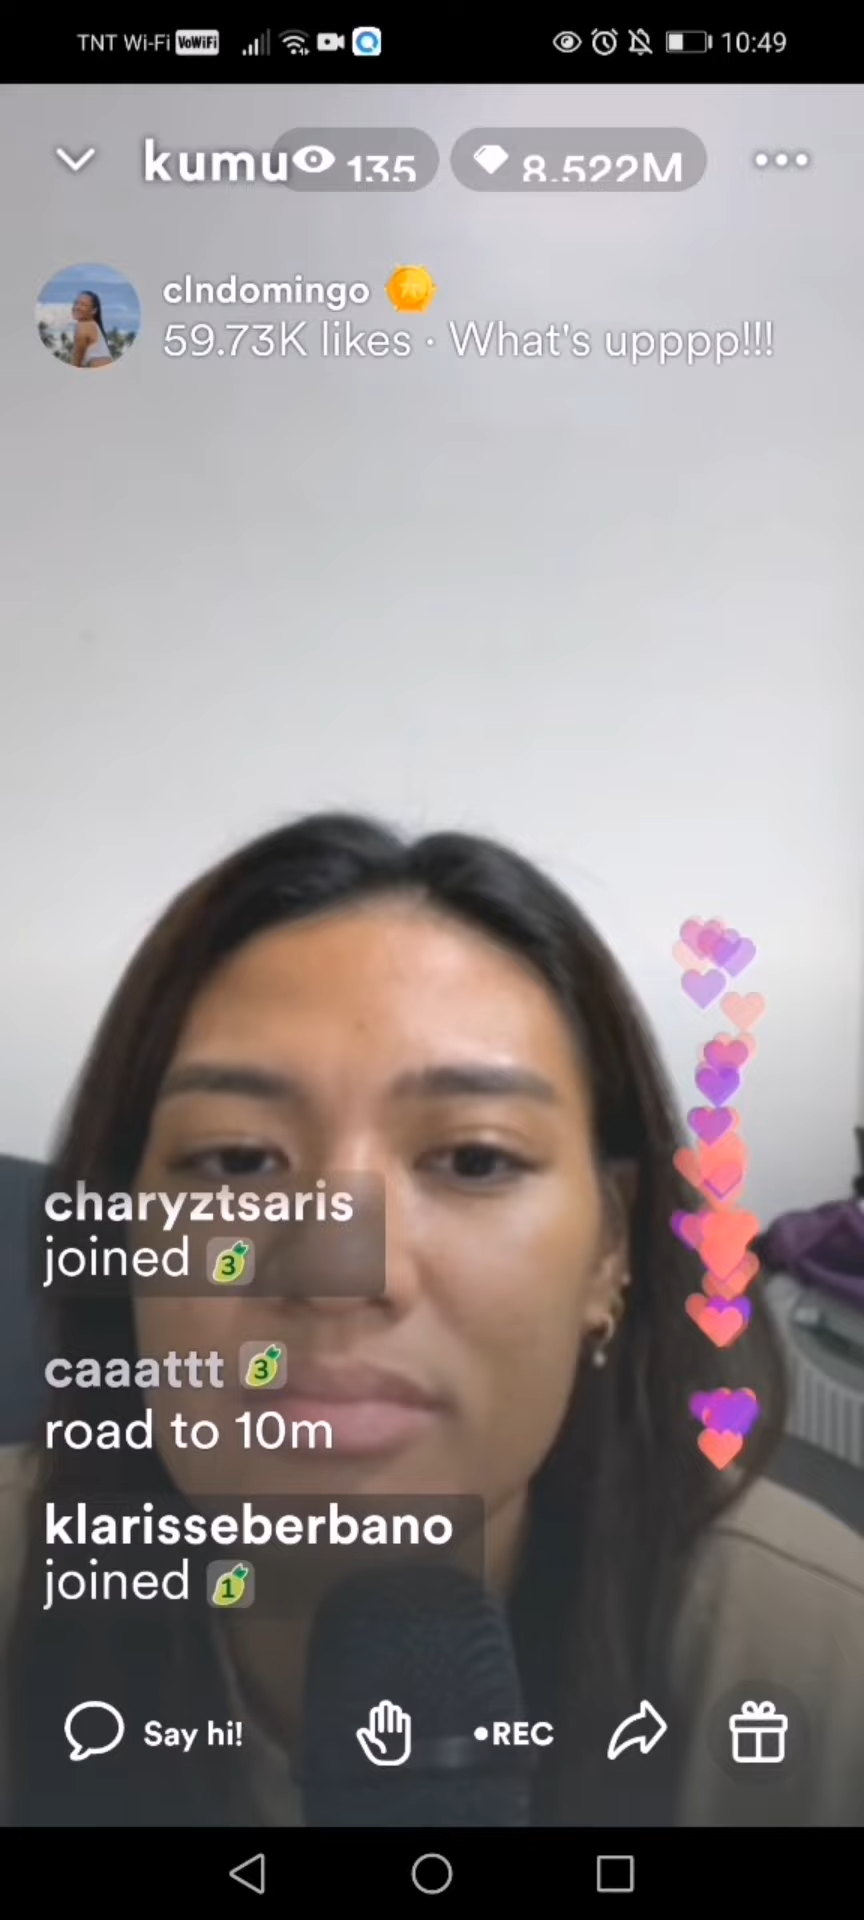 TNT Wi-Fi VoWiFi 10:49
kumu 135 8.522M
clndomingo
59.73K likes · What's upppp!!!
charyztsaris
joined 3
caaattt 3
road to 10m
klarisseberbano
joined 1
Say hi! •REC